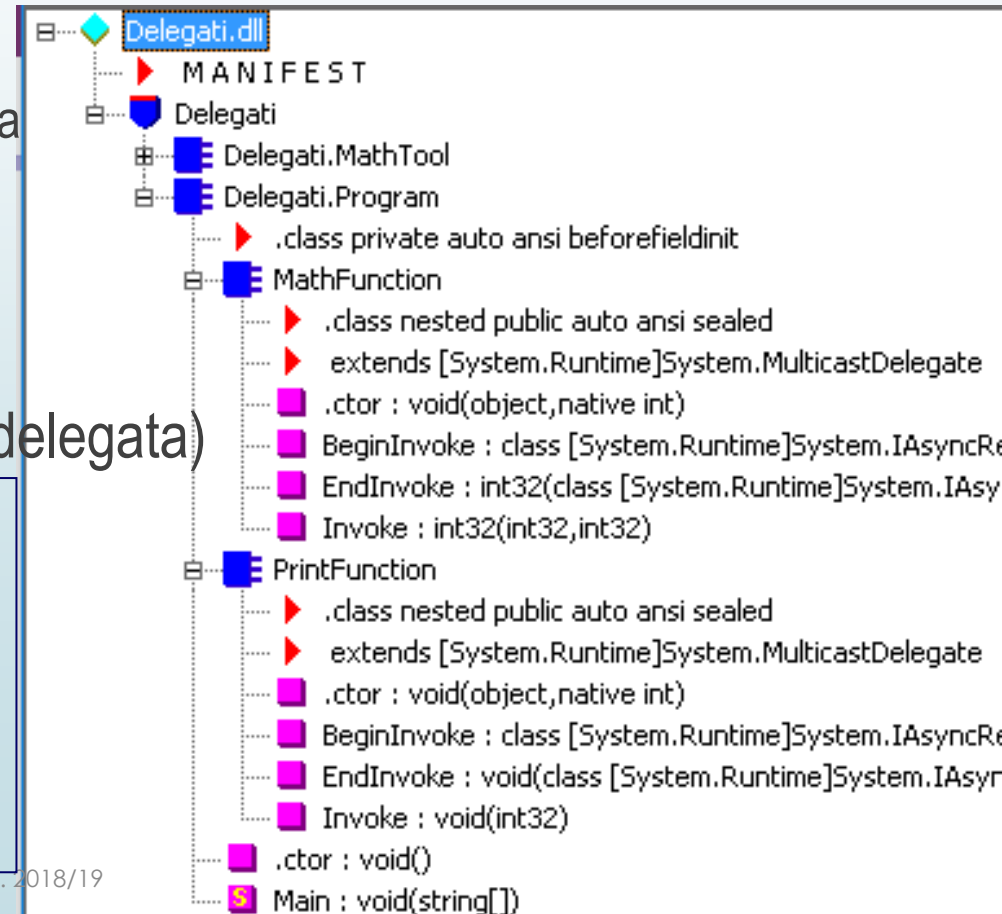 Delegati.dll
M A N I F E S T
a
Delegati
Delegati.MathTool
Delegati.Program
.class private auto ansi beforefieldinit
MathFunction
.class nested public auto ansi sealed
extends [System.Runtime]System.MulticastDelegate
.ctor : void(object,native int)
delegata)
BeginInvoke : class [System.Runtime]System.IAsyncRe
EndInvoke : int32(class [System.Runtime]System.IAsy
Invoke : int32(int32,int32)
PrintFunction
.class nested public auto ansi sealed
extends [System.Runtime]System.MulticastDelegate
.ctor : void(object,native int)
BeginInvoke : class [System.Runtime]System.IAsyncRe
EndInvoke : void(class [System.Runtime]System.IAsyn
Invoke : void(int32)
.ctor : void()
. 2018/19
S Main : void(string[])